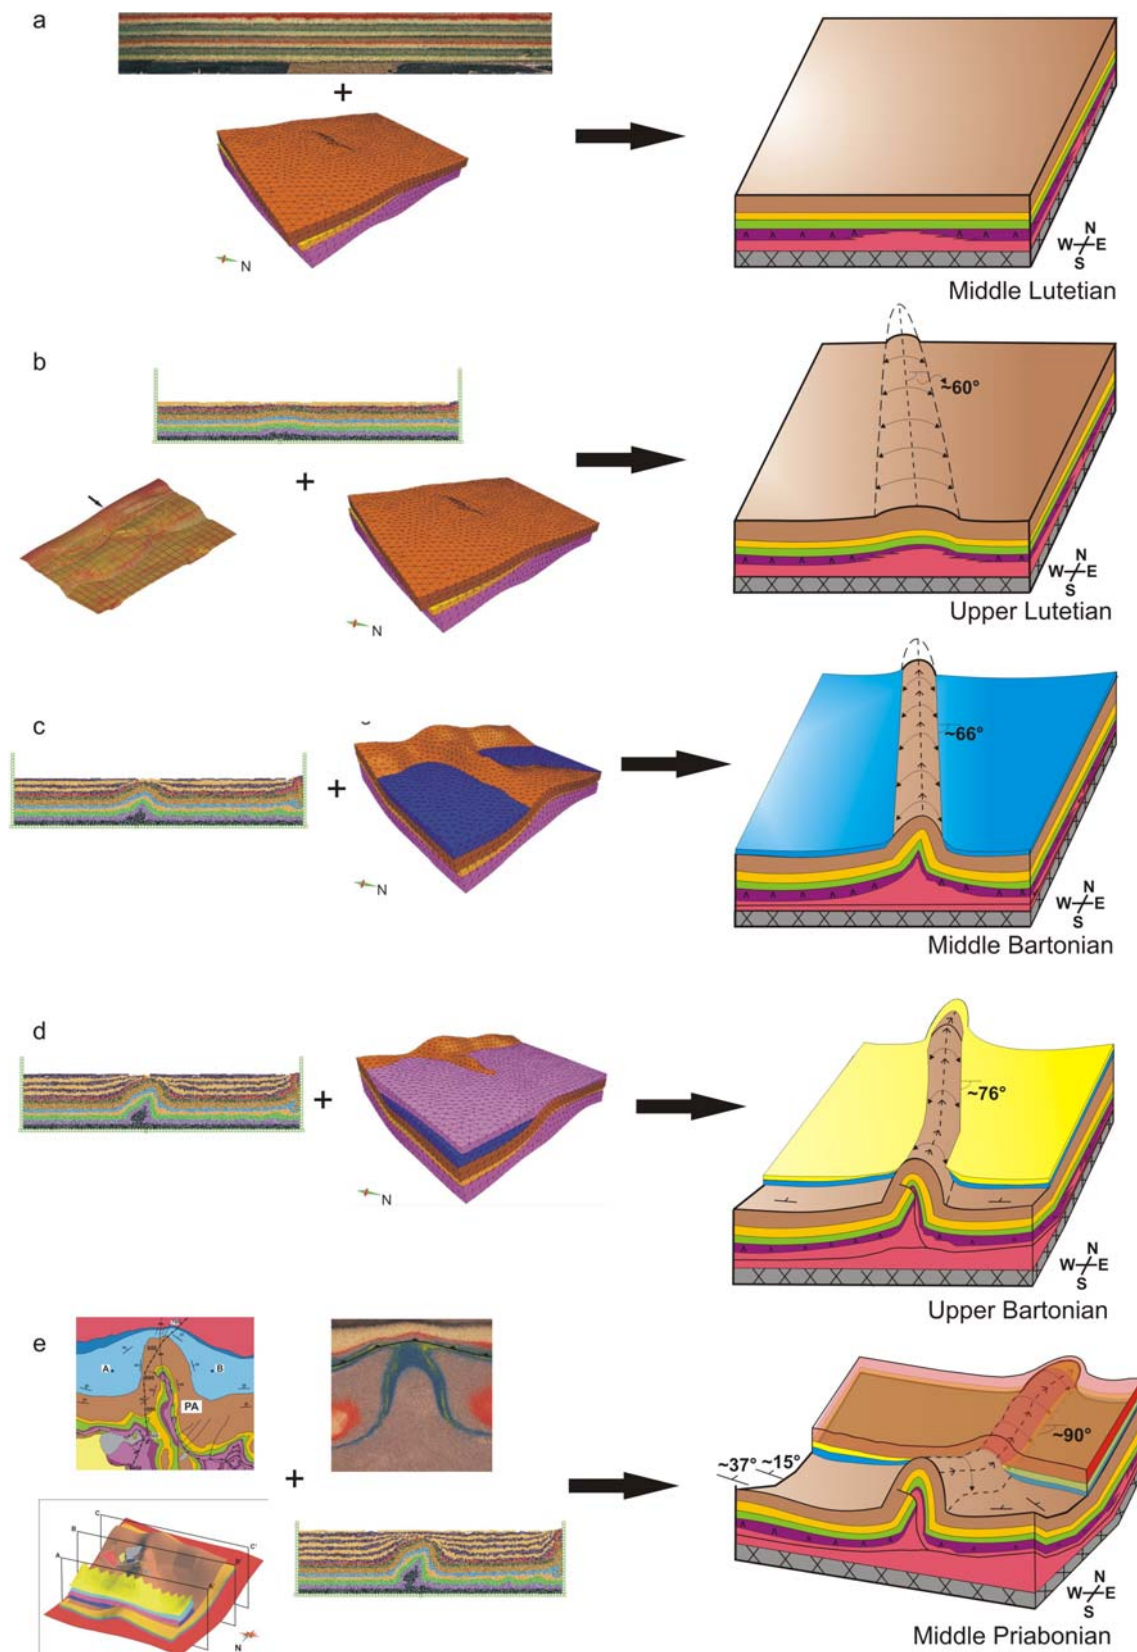 a
+
N
N
W E
S
Middle Lutetian
b
+
N
~60°
N
W E
S
Upper Lutetian
c
+
N
~66°
N
W E
S
Middle Bartonian
d
+
N
~76°
N
W E
S
Upper Bartonian
e
A
B
PA
+
~37°
~15°
~90°
C
B
A
C'
B'
N
N
W E
S
Middle Priabonian